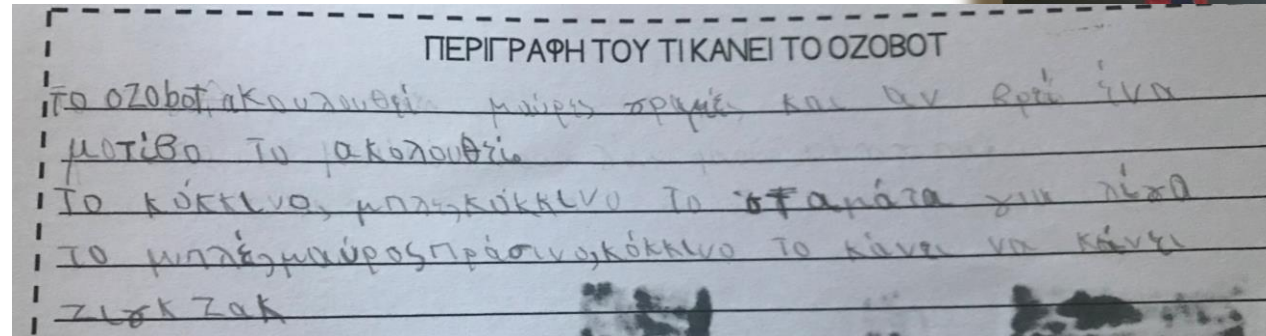 ΠΕΡΙΓΡΑΦΗ ΤΟΥ ΤΙ ΚΑΝΕΙ ΤΟ OZOBOT
Το OZObot, ακουλουθεί μαύρες γραμμές και αν βρεί ένα
μοτίβο το ακολουθεί.
Το κόκκινο, μπλε, κόκκινο το σταμάτα για λίγο
το μπλέ, μαύρος, πράσινο, κόκκινο το κάνει να κάνει
ζιγκ ζακ